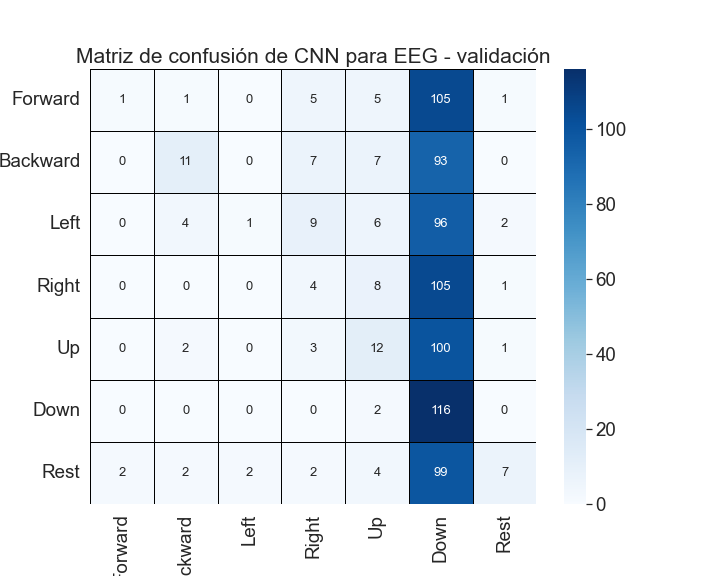 Matriz de confusión de CNN para EEG - validación
Forward 1 1 0 5 5 105 1
Backward 0 11 0 7 7 93 0
Left 0 4 1 9 6 96 2
Right 0 0 0 4 8 105 1
Up 0 2 0 3 12 100 1
Down 0 0 0 0 2 116 0
Rest 2 2 2 2 4 99 7
Forward ckward Left Right Up Down Rest
100
80
60
40
20
0